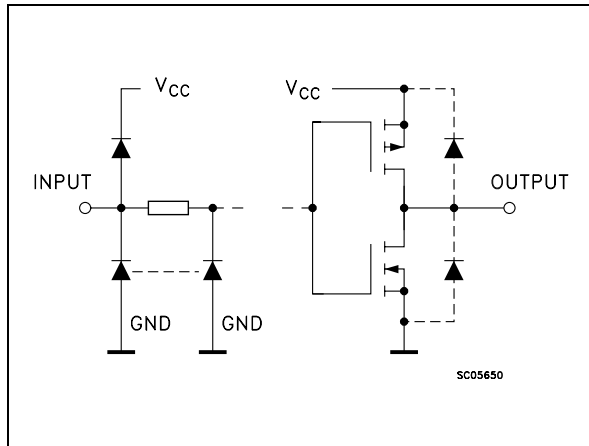 VCC
VCC
INPUT
OUTPUT
GND
GND
SC05650